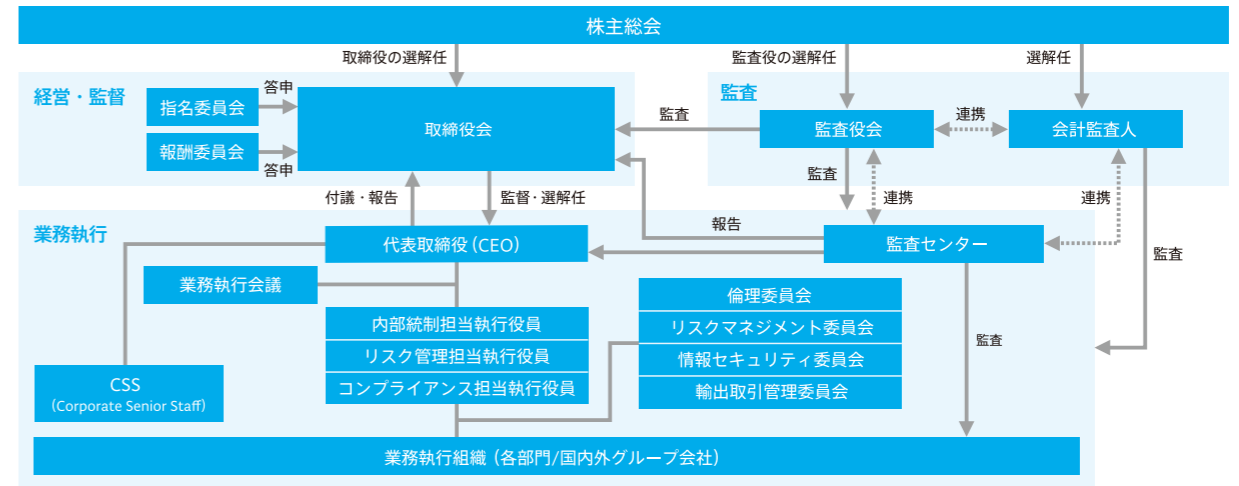 株主総会
取締役の選解任
監査役の選解任
選解任
経営・監督
指名委員会
答申
報酬委員会
答申
取締役会
監査
監査
監査役会
連携
会計監査人
付議・報告
監督・選解任
監査
連携
連携
監査
業務執行
代表取締役（CEO）
報告
監査センター
業務執行会議
内部統制担当執行役員
リスク管理担当執行役員
コンプライアンス担当執行役員
倫理委員会
リスクマネジメント委員会
情報セキュリティ委員会
輸出取引管理委員会
監査
CSS
（Corporate Senior Staff）
業務執行組織（各部門/国内外グループ会社）